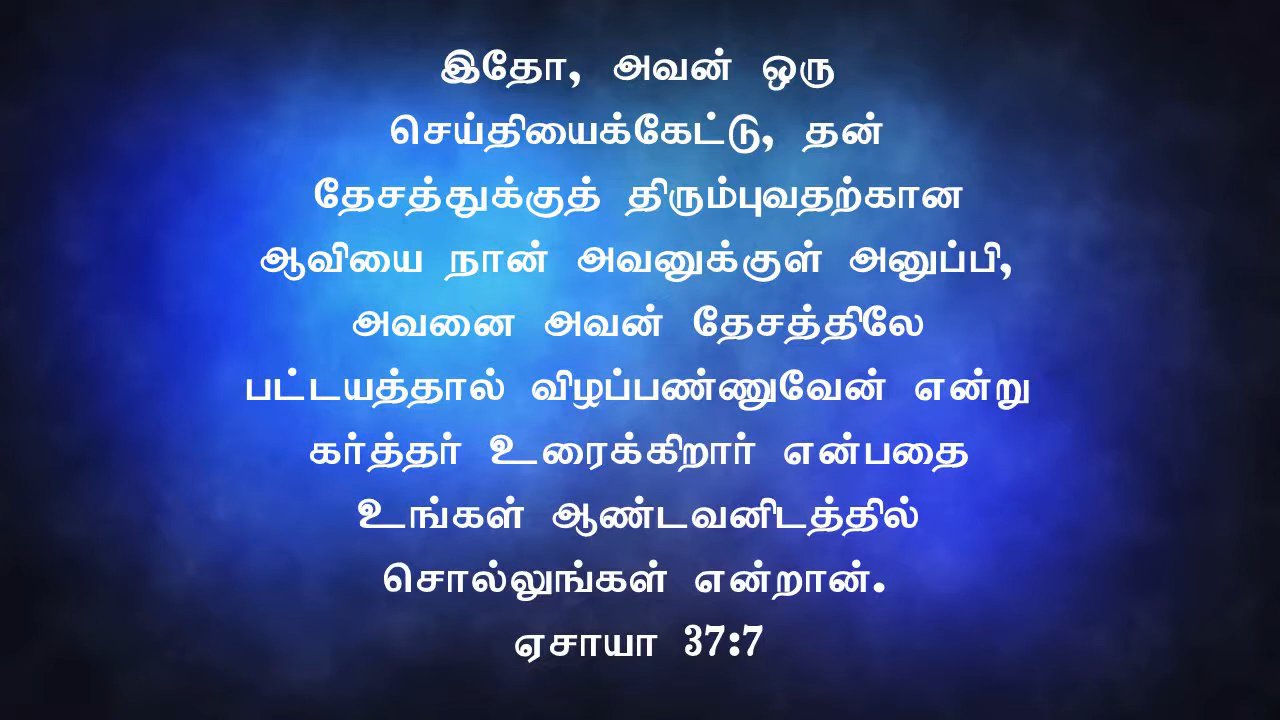 இதோ, அவன் ஒரு
செய்தியைக்கேட்டு, தன்
தேசத்துக்குத் திரும்புவதற்கான
ஆவியை நான் அவனுக்குள் அனுப்பி,
அவனை அவன் தேசத்திலே
பட்டயத்தால் விழப்பண்ணுவேன் என்று
கர்த்தர் உரைக்கிறார் என்பதை
உங்கள் ஆண்டவனிடத்தில்
சொல்லுங்கள் என்றான்.
ஏசாயா 37:7